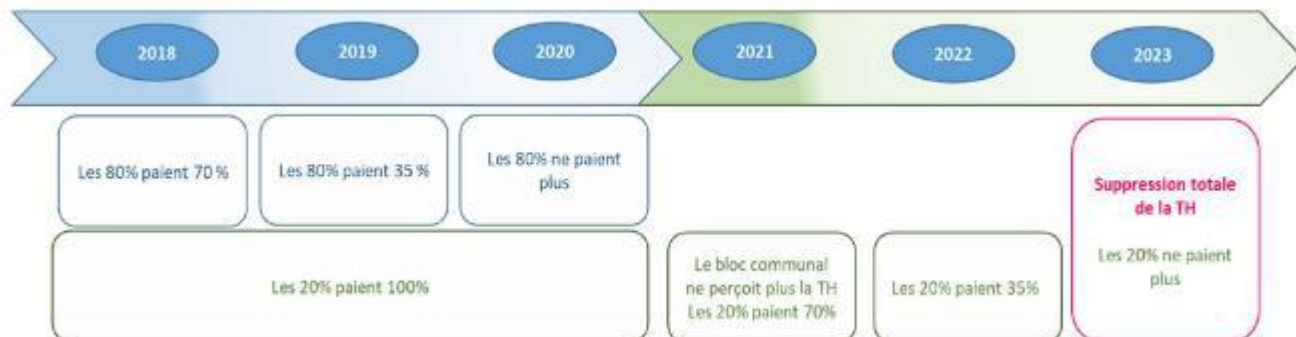 2018
2019
2020
2021
2022
2023
Les 80% paient 70 %
Les 80% paient 35 %
Les 80% ne paient
plus
Suppression totale
de la TH
Les 20% ne paient
plus
Les 20% paient 100%
Le bloc communal
ne perçoit plus la TH
Les 20% paient 70%
Les 20% paient 35%